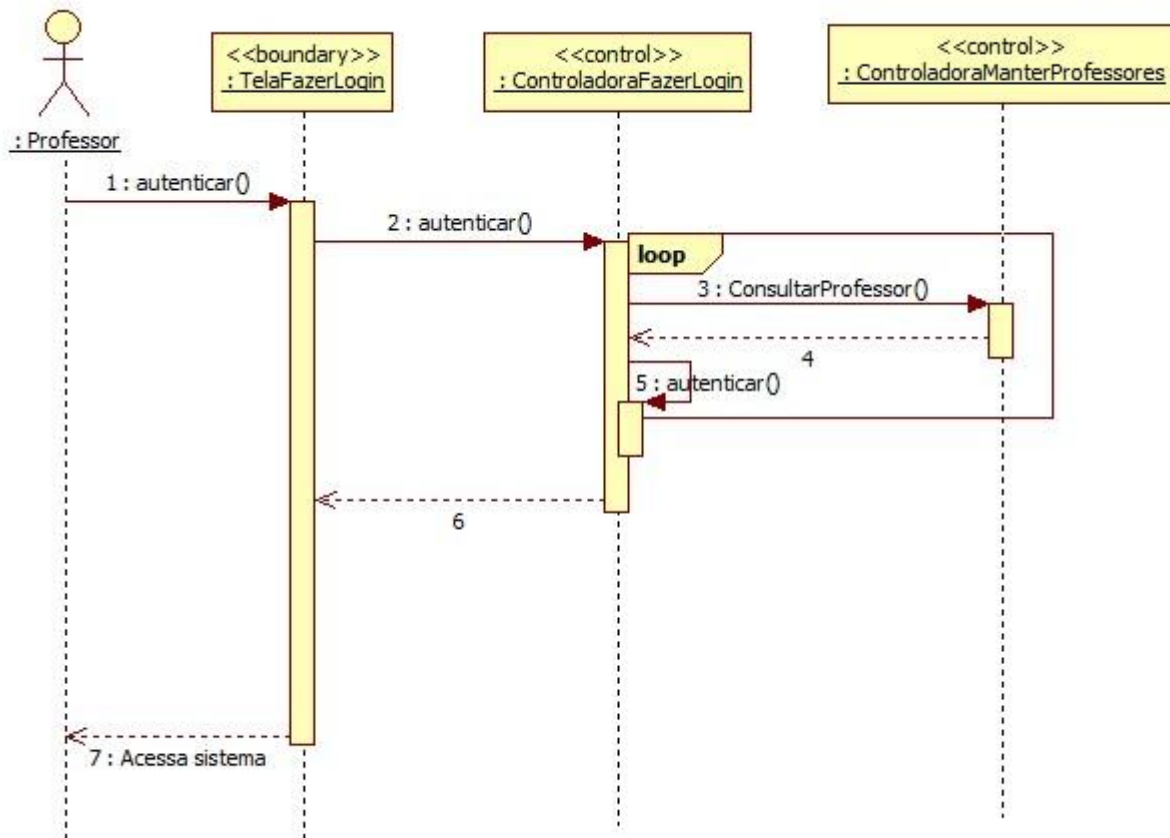 <<boundary>>
: TelaFazerLogin
<<control>>
: ControladoraFazerLogin
<<control>>
: ControladoraManterProfessores
: Professor
1 : autenticar()
2 : autenticar()
loop
3 : ConsultarProfessor()
4
5 : autenticar()
6
7 : Acessa sistema